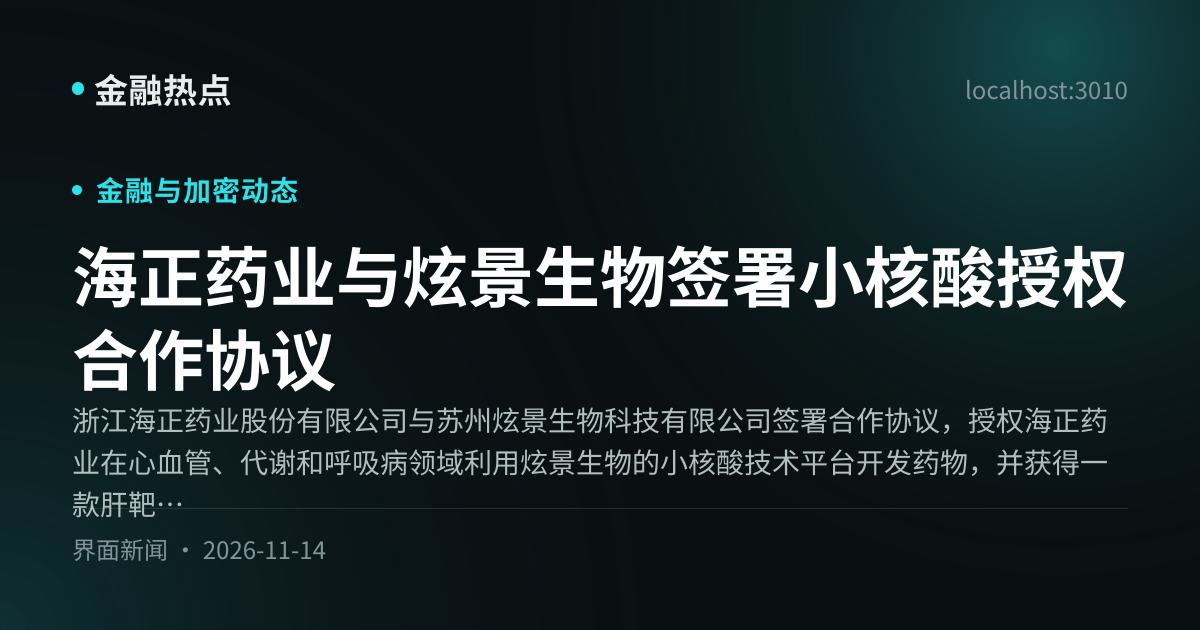 金融热点
localhost:3010
金融与加密动态
海正药业与炫景生物签署小核酸授权
合作协议
浙江海正药业股份有限公司与苏州炫景生物科技有限公司签署合作协议，授权海正药
业在心血管、代谢和呼吸病领域利用炫景生物的小核酸技术平台开发药物，并获得一
款肝靶…
界面新闻 • 2026-11-14